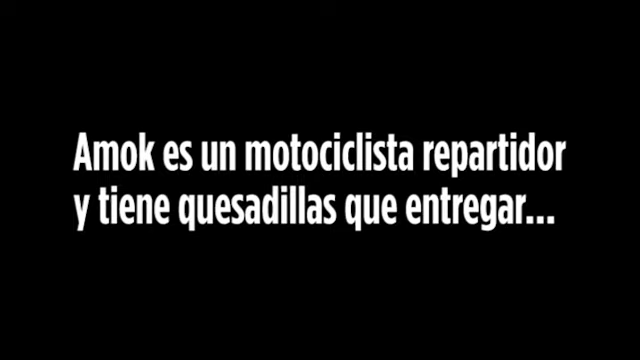 Amok es un motociclista repartidor
y tiene quesadillas que entregar...